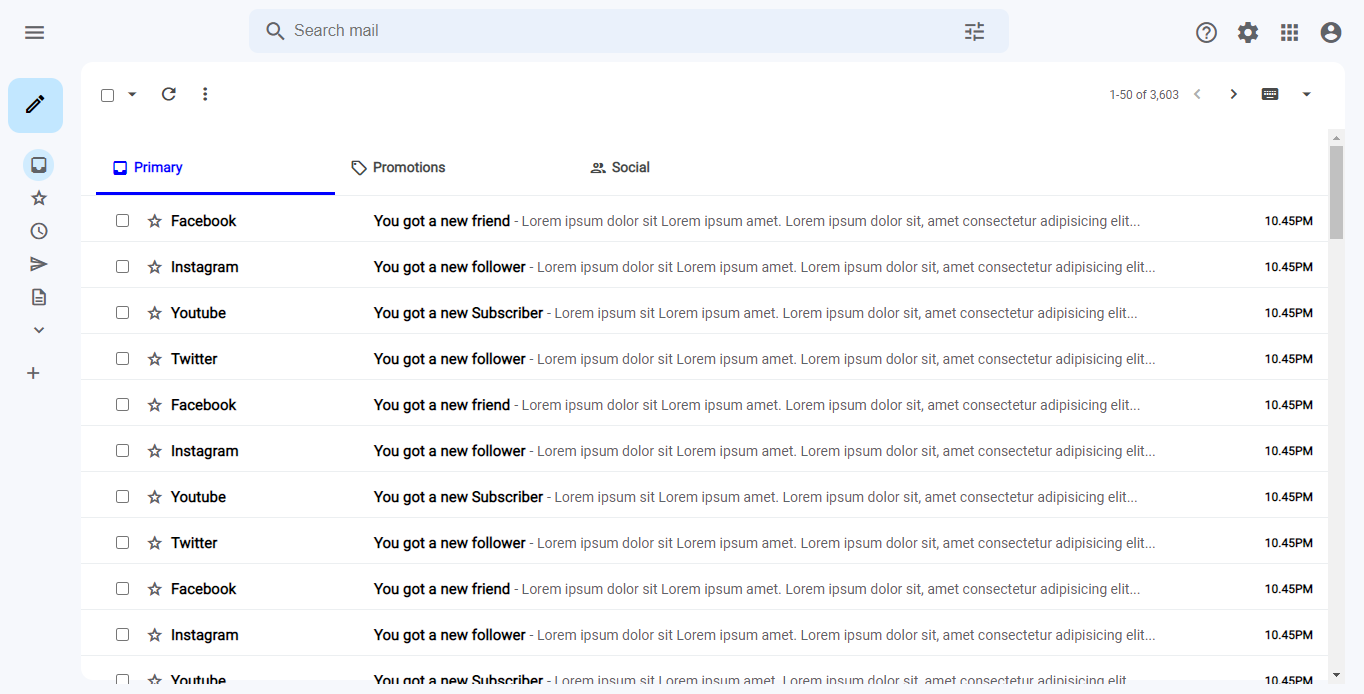 Search mail
1-50 of 3,603
Primary Promotions Social
Facebook You got a new friend - Lorem ipsum dolor sit Lorem ipsum amet. Lorem ipsum dolor sit, amet consectetur adipisicing elit... 10.45PM
Instagram You got a new follower - Lorem ipsum dolor sit Lorem ipsum amet. Lorem ipsum dolor sit, amet consectetur adipisicing elit... 10.45PM
Youtube You got a new Subscriber - Lorem ipsum sit Lorem ipsum amet. Lorem ipsum dolor sit, amet consectetur adipisicing elit... 10.45PM
Twitter You got a new follower - Lorem ipsum dolor sit Lorem ipsum amet. Lorem ipsum dolor sit, amet consectetur adipisicing elit... 10.45PM
Facebook You got a new friend - Lorem ipsum dolor sit Lorem ipsum amet. Lorem ipsum dolor sit, amet consectetur adipisicing elit... 10.45PM
Instagram You got a new follower - Lorem ipsum dolor sit Lorem ipsum amet. Lorem ipsum dolor sit, amet consectetur adipisicing elit... 10.45PM
Youtube You got a new Subscriber - Lorem ipsum sit Lorem ipsum amet. Lorem ipsum dolor sit, amet consectetur adipisicing elit... 10.45PM
Twitter You got a new follower - Lorem ipsum dolor sit Lorem ipsum amet. Lorem ipsum dolor sit, amet consectetur adipisicing elit... 10.45PM
Facebook You got a new friend - Lorem ipsum dolor sit Lorem ipsum amet. Lorem ipsum dolor sit, amet consectetur adipisicing elit... 10.45PM
Instagram You got a new follower - Lorem ipsum dolor sit Lorem ipsum amet. Lorem ipsum dolor sit, amet consectetur adipisicing elit... 10.45PM
Youtube You got a new Subscriber - Lorem ipsum sit Lorem ipsum amet. Lorem ipsum dolor sit, amet consectetur adipisicing elit... 10.45PM